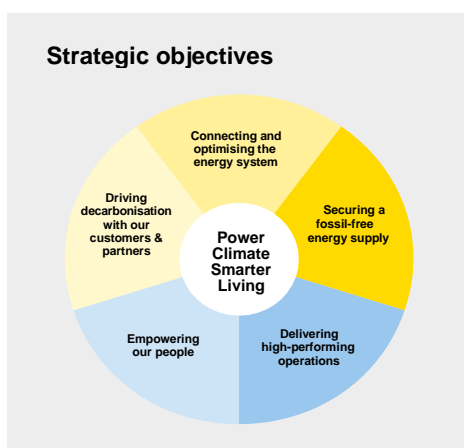 Strategic objectives
Connecting and
optimising the
energy system
Driving
decarbonisation
with our
customers &
partners
Securing a
fossil-free
energy supply
Power
Climate
Smarter
Living
Empowering
our people
Delivering
high-performing
operations